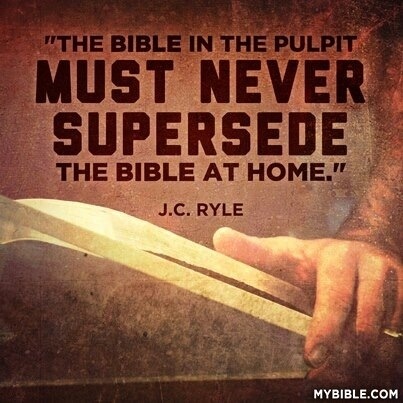 "THE BIBLE IN THE PULPIT
MUST NEVER
SUPERSEDE
THE BIBLE AT HOME."
J.C. RYLE
MYBIBLE.COM